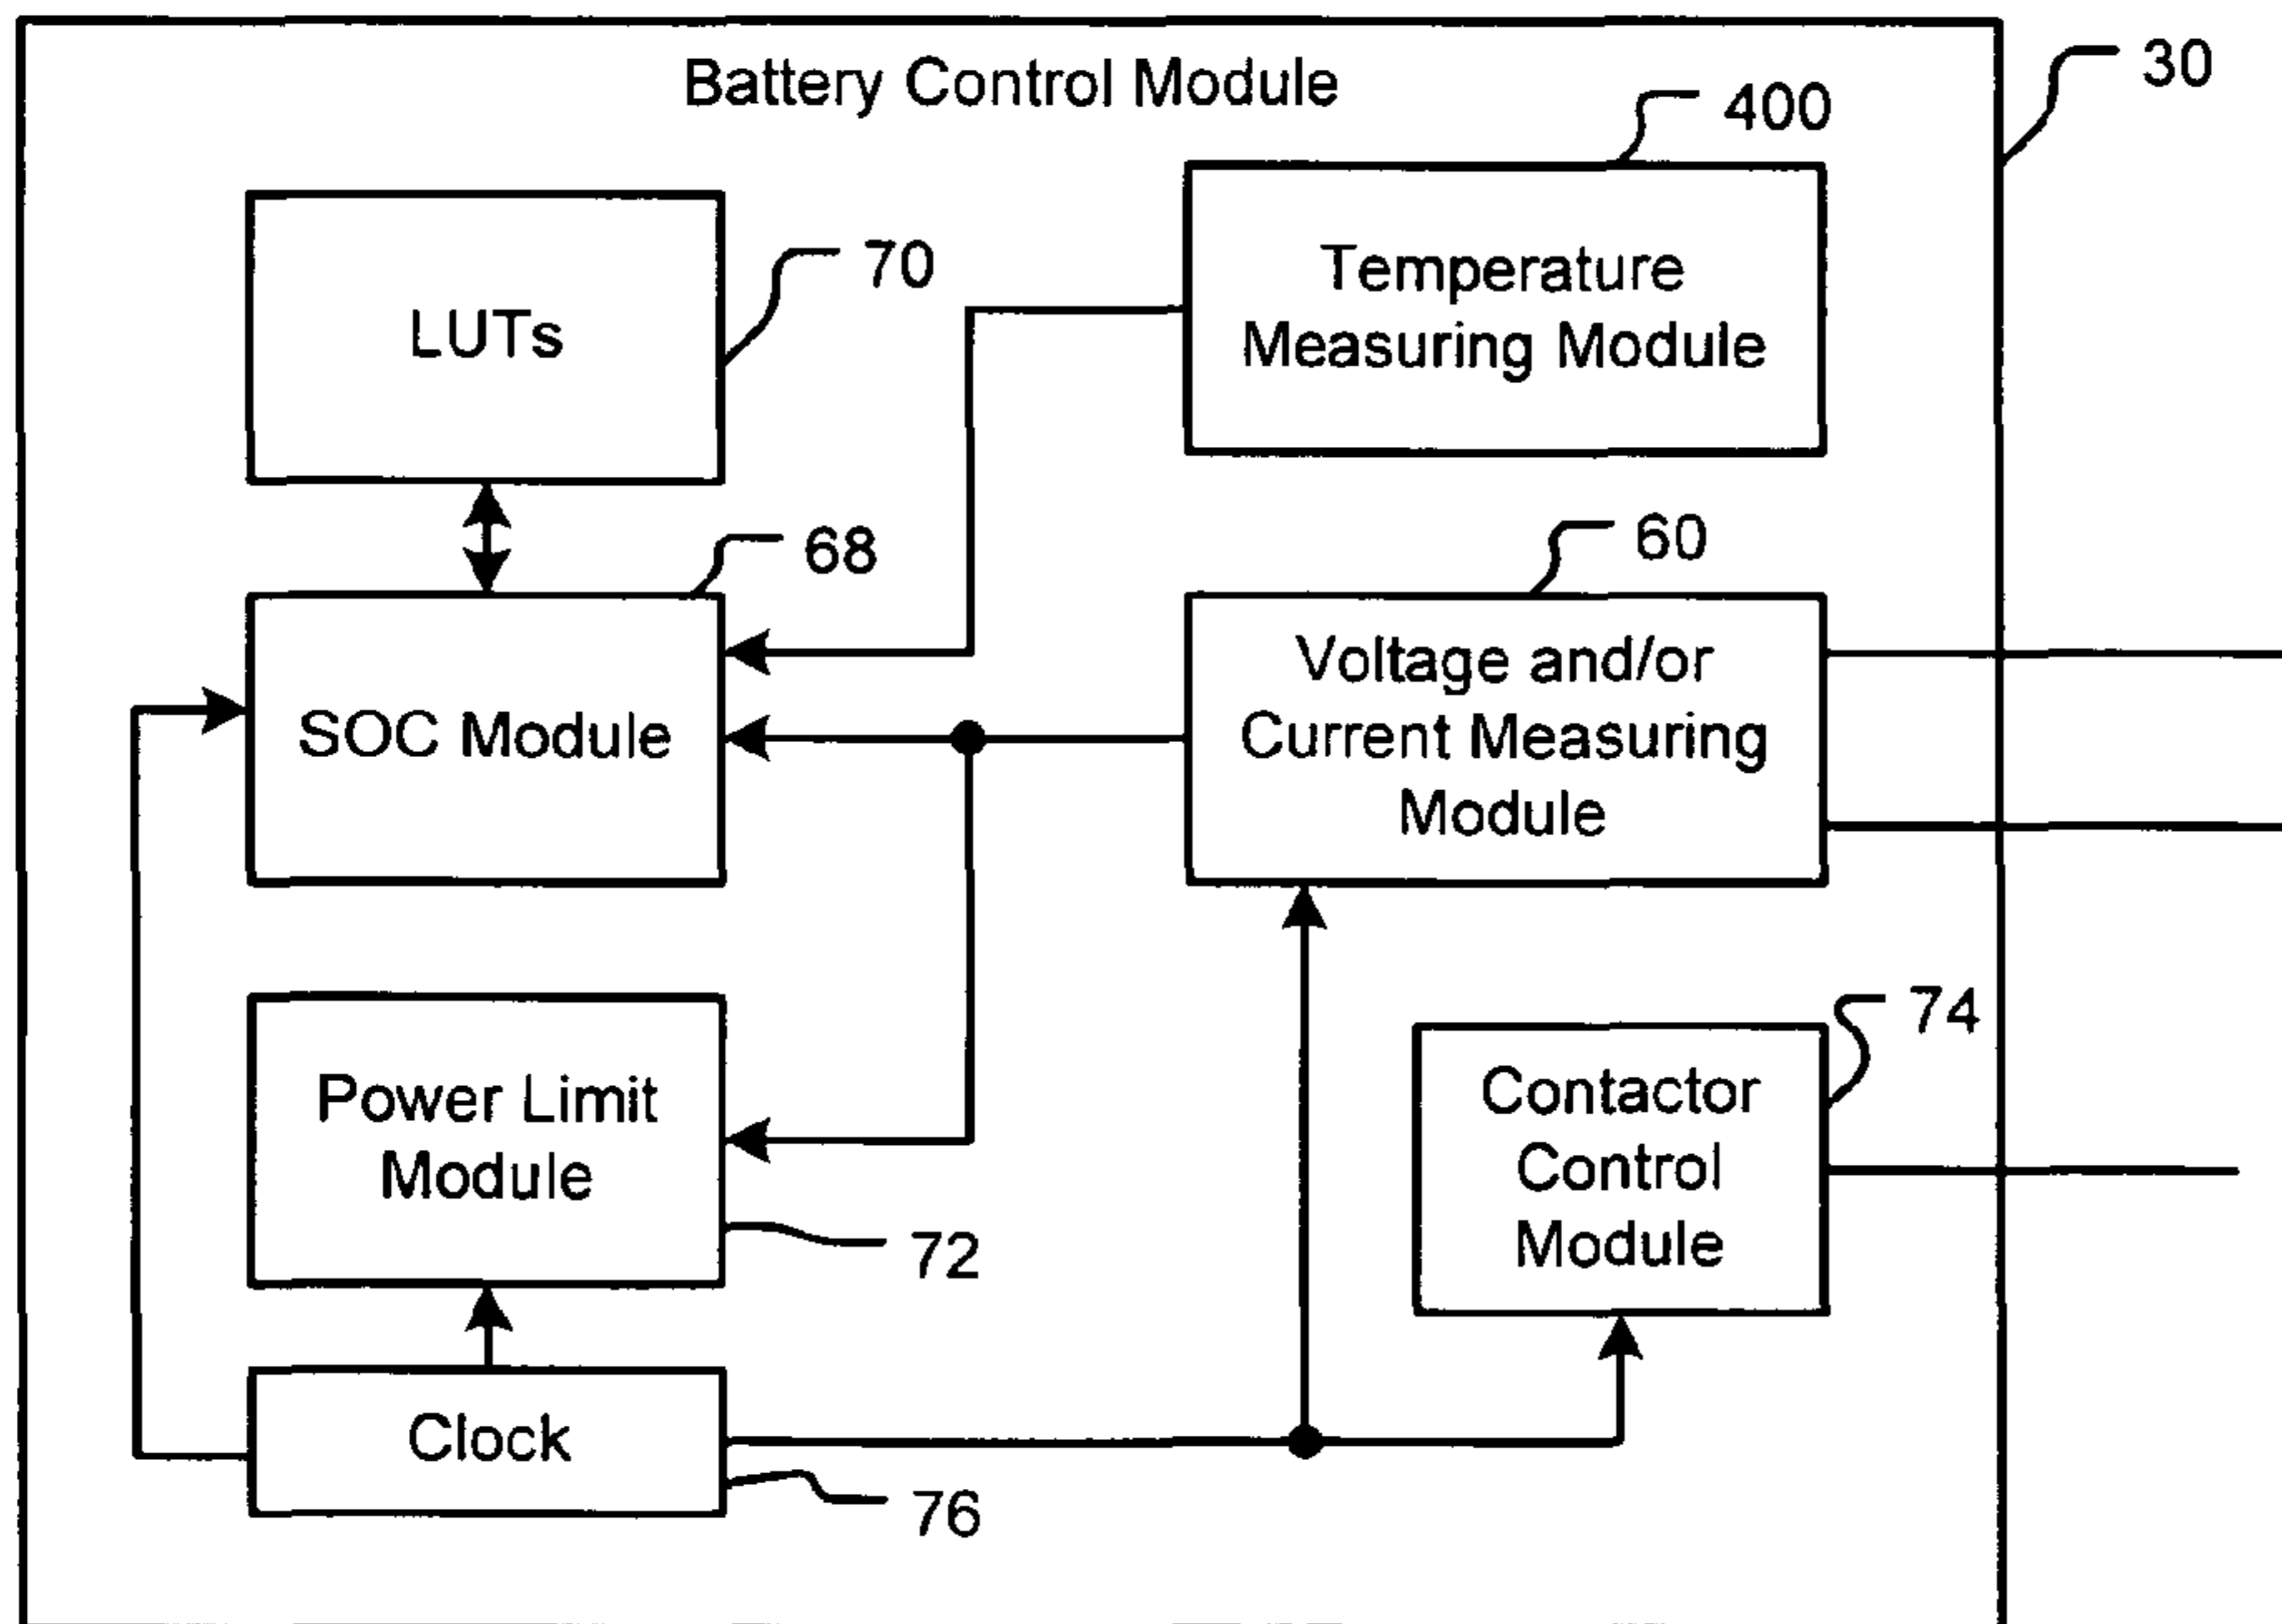 Battery Control Module
30
400
Temperature
Measuring Module
70
LUTs
68
60
SOC Module
Voltage and/or
Current Measuring
Module
74
Power Limit
Module
72
Contactor
Control
Module
Clock
76